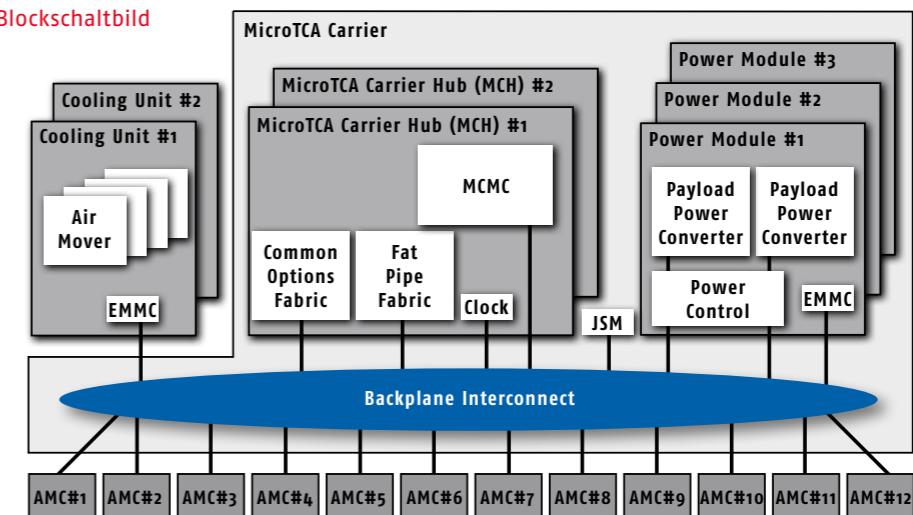 Blockschaltbild
MicroTCA Carrier
Cooling Unit #2
Cooling Unit #1
Air
Mover
EMMC
MicroTCA Carrier Hub (MCH) #2
MicroTCA Carrier Hub (MCH) #1
MCMC
Common
Options
Fabric
Fat
Pipe
Fabric
Clock
JSM
Power Module #3
Power Module #2
Power Module #1
Payload
Power
Converter
Payload
Power
Converter
Power
Control
EMMC
Backplane Interconnect
AMC#1
AMC#2
AMC#3
AMC#4
AMC#5
AMC#6
AMC#7
AMC#8
AMC#9
AMC#10
AMC#11
AMC#12